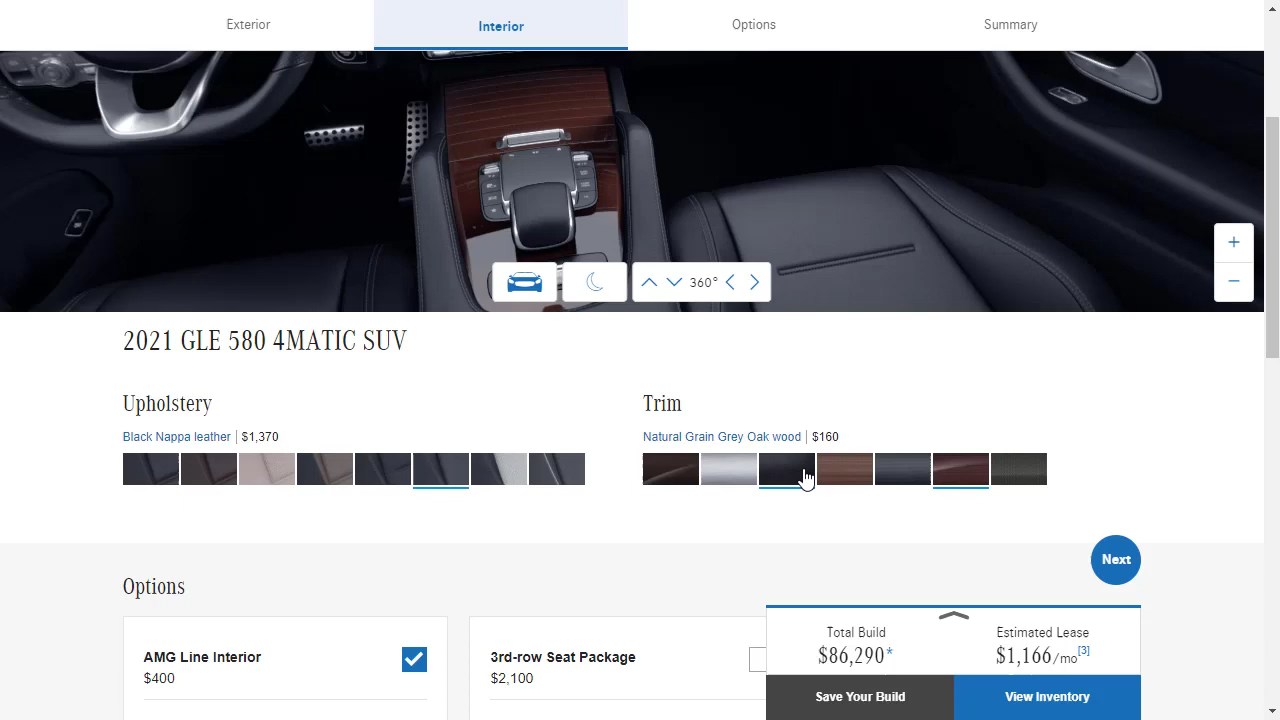 Exterior
Interior
Options
Summary
+
360°
−
2021 GLE 580 4MATIC SUV
Upholstery
Trim
Black Nappa leather | $1,370
Natural Grain Grey Oak wood | $160
Next
Options
AMG Line Interior
$400
3rd-row Seat Package
$2,100
Total Build
$86,290*
Estimated Lease
$1,166/mo[3]
Save Your Build
View Inventory